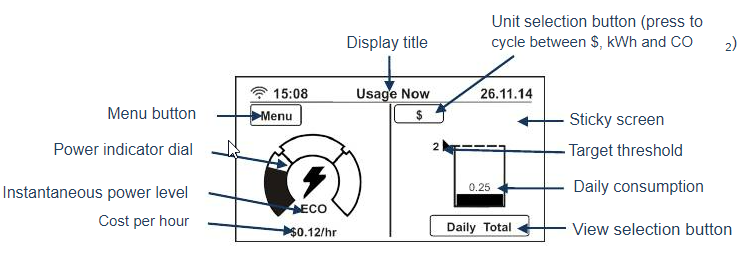 Unit selection button (press to
cycle between $, kWh and CO 2)
Display title
15:08 Usage Now 26.11.14
Menu button
Menu
$
Sticky screen
Power indicator dial
2
Target threshold
Instantaneous power level
0.25
Daily consumption
ECO
Cost per hour
$0.12/hr
Daily Total
View selection button